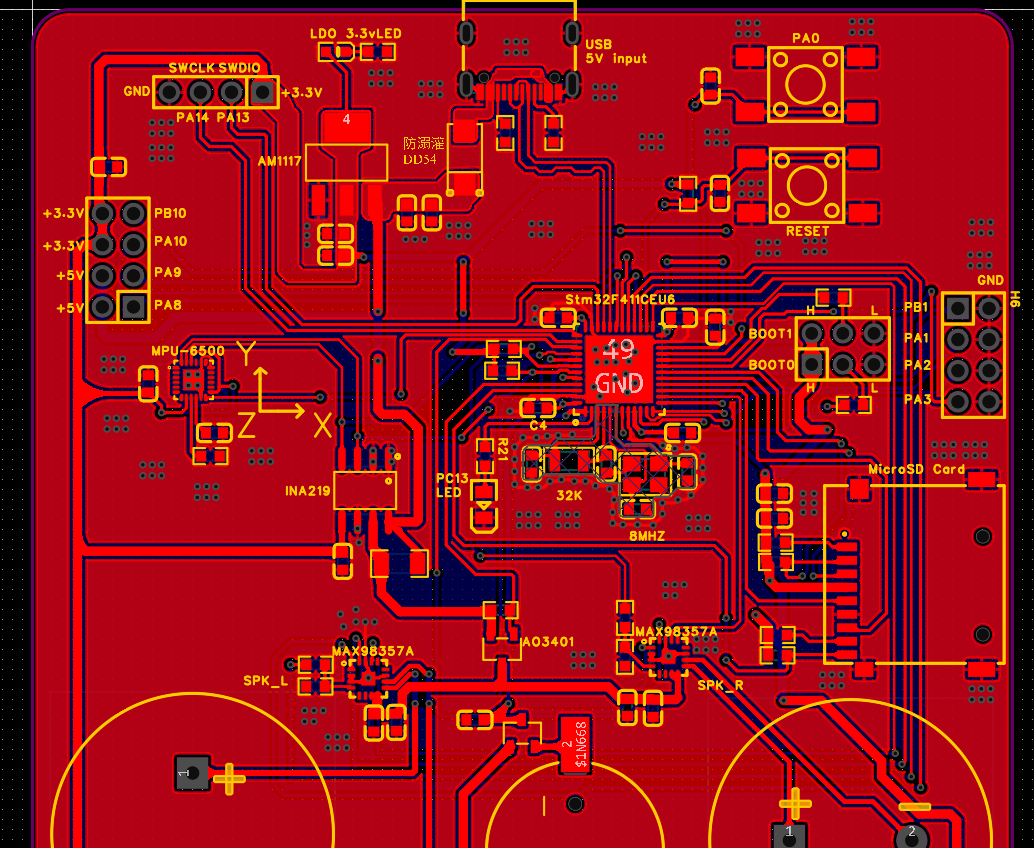 LDO 3.3vLED
USB
5V input
PA0
SWCLK SWDIO
GND
+3.3V
PA14 PA13
4
AM1117
防溺灌
DD54
RESET
+3.3V
PB10
+3.3V
PA10
+5V
PA9
+5V
PA8
Stm32F411CEU6
49
GND
H
L
BOOT1
BOOT0
H
L
GND
H6
PB1
PA1
PA2
PA3
MPU-6500
Y
Z
X
C4
R21
PC13
LED
32K
8MHZ
INA219
MicroSD Card
AO3401
MAX98357A
SPK_L
MAX98357A
SPK_R
2
$1N668
1
+
1
+
2